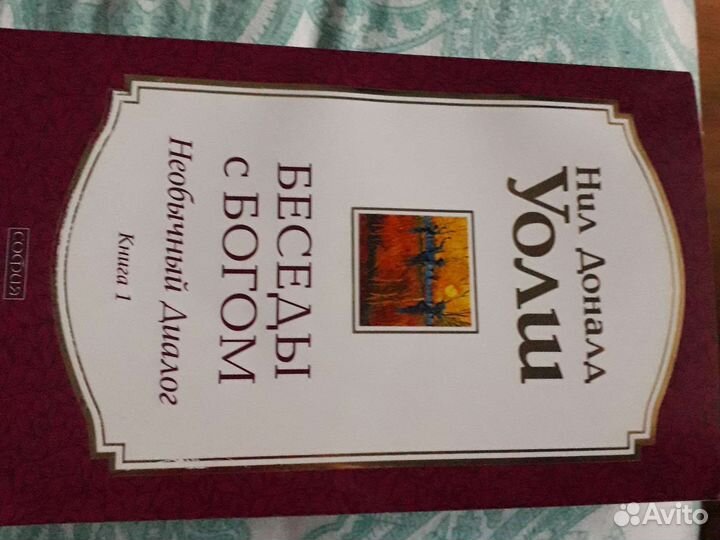 Нил Доналд
Уолш
БЕСЕДЫ
с БОГОМ
Необычный Диалог
Книга 1
СОФИЯ
Avito